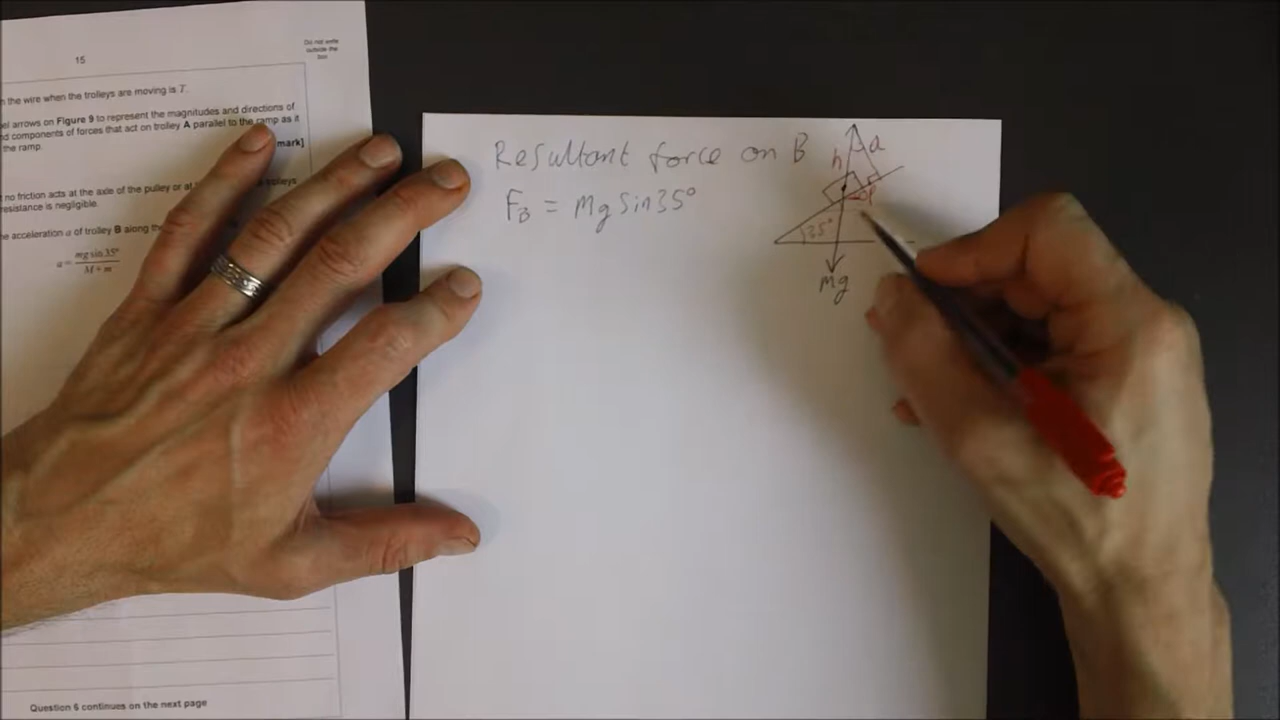 15
Do not write
outside the
box
n the wire when the trolleys are moving is T.
el arrows on Figure 9 to represent the magnitudes and directions of
d components of forces that act on trolley A parallel to the ramp as it
the ramp.
mark]
t no friction acts at the axle of the pulley or at trolleys
resistance is negligible.
e acceleration a of trolley B along the
a = mg sin 35° / M + m
Question 6 continues on the next page
Resultant force on B
F_B = Mg Sin35°
h
a
35°
Mg